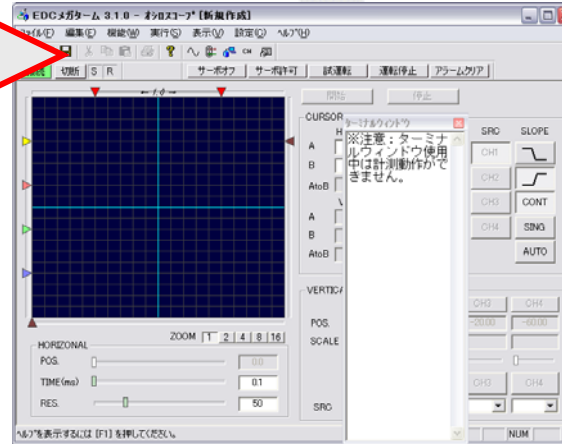 EDCメガターム 3.1.0 - オシロスコープ [新規作成]
ファイル(F) 編集(E) 機能(W) 実行(S) 表示(V) 設定(O) ヘルプ(H)
切断 S R サーボオフ サーボ許可 試運転 運転停止 アラームクリア
← 1.0 →
開始 停止
CURSOR
H
A
B
AtoB
V
A
B
AtoB
ターミナルウィンドウ
※注意：ターミナ
ルウィンドウ使用
中は計測動作がで
きません。
SRC SLOPE
CH1
CH2
CH3 CONT
CH4 SING
AUTO
VERTICA
CH3 CH4
POS. -20.00 -60.00
SCALE
CH3 CH4
SRC
HORIZONAL ZOOM 1 2 4 8 16
POS. 0.0
TIME(ms) 0.1
RES. 50
ヘルプを表示するには [F1] を押してください。
NUM